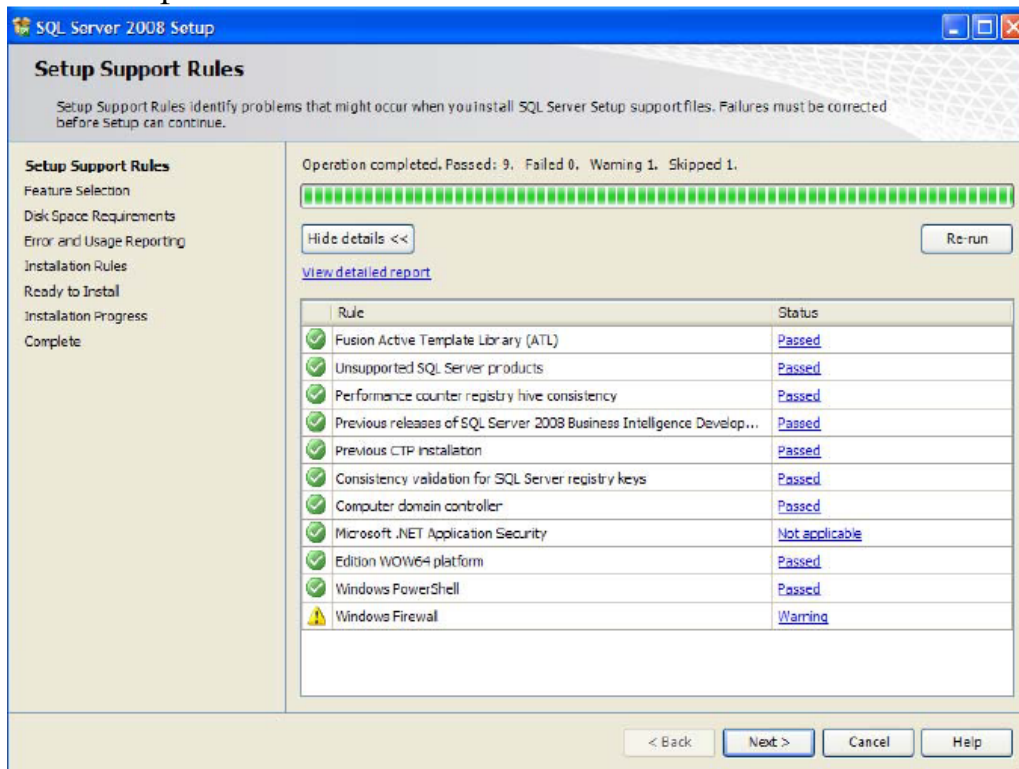 SQL Server 2008 Setup
Setup Support Rules
Setup Support Rules identify problems that might occur when you install SQL Server Setup support files. Failures must be corrected
before Setup can continue.
Setup Support Rules
Feature Selection
Disk Space Requirements
Error and Usage Reporting
Installation Rules
Ready to Install
Installation Progress
Complete
Operation completed. Passed: 9. Failed 0. Warning 1. Skipped 1.
Hide details <<
Re-run
View detailed report
Rule Status
Fusion Active Template Library (ATL) Passed
Unsupported SQL Server products Passed
Performance counter registry hive consistency Passed
Previous releases of SQL Server 2008 Business Intelligence Develop... Passed
Previous CTP installation Passed
Consistency validation for SQL Server registry keys Passed
Computer domain controller Passed
Microsoft .NET Application Security Not applicable
Edition WOW64 platform Passed
Windows PowerShell Passed
Windows Firewall Warning
< Back Next > Cancel Help